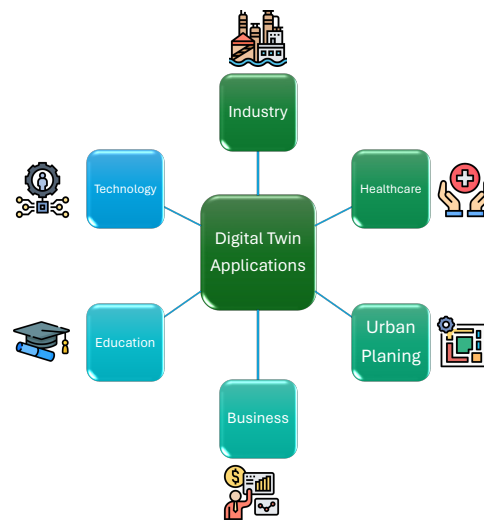 Industry
Technology
Healthcare
Digital Twin
Applications
Education
Urban
Planing
Business
$